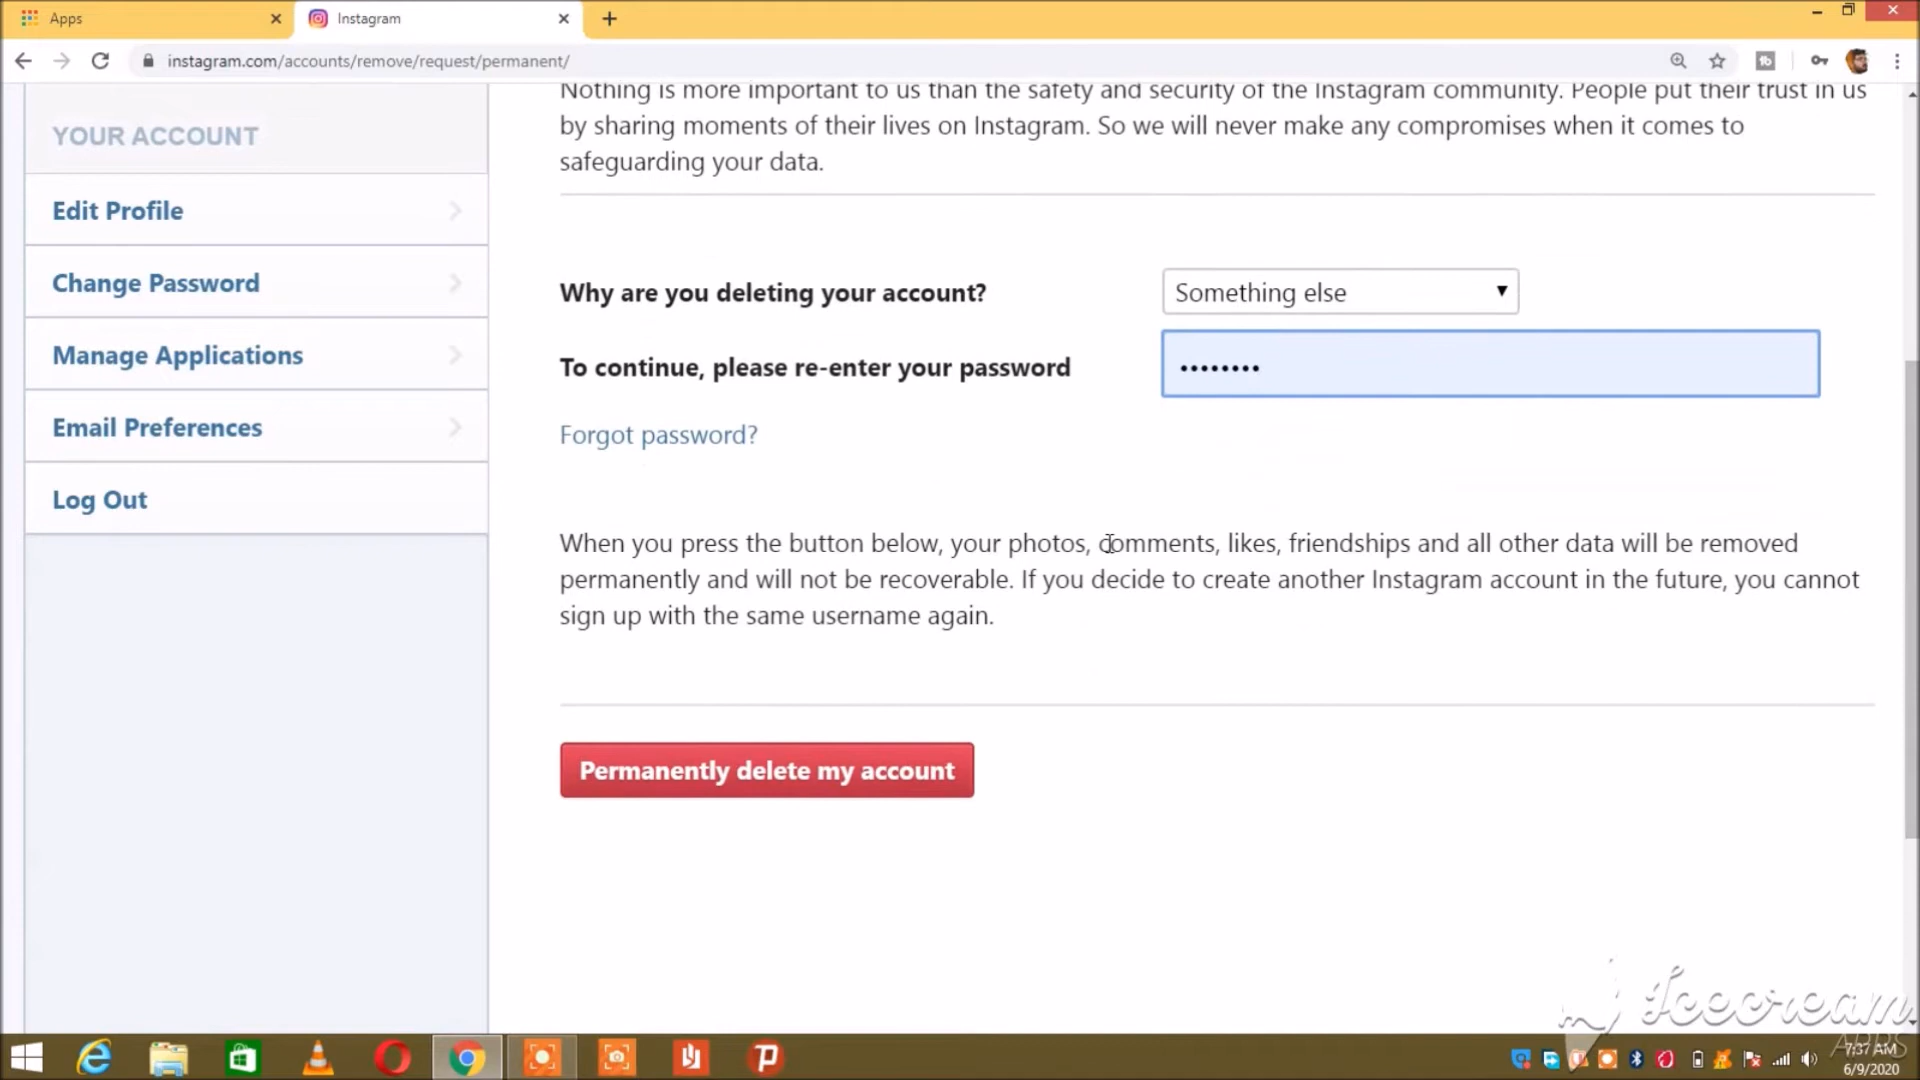 Apps
Instagram
instagram.com/accounts/remove/request/permanent/
Nothing is more important to us than the safety and security of the Instagram community. People put their trust in us
by sharing moments of their lives on Instagram. So we will never make any compromises when it comes to
safeguarding your data.
YOUR ACCOUNT
Edit Profile
Change Password
Manage Applications
Email Preferences
Log Out
Why are you deleting your account?
Something else
To continue, please re-enter your password
••••••••
Forgot password?
When you press the button below, your photos, comments, likes, friendships and all other data will be removed
permanently and will not be recoverable. If you decide to create another Instagram account in the future, you cannot
sign up with the same username again.
Permanently delete my account
Icecream
APPS
7:37 AM
6/9/2020